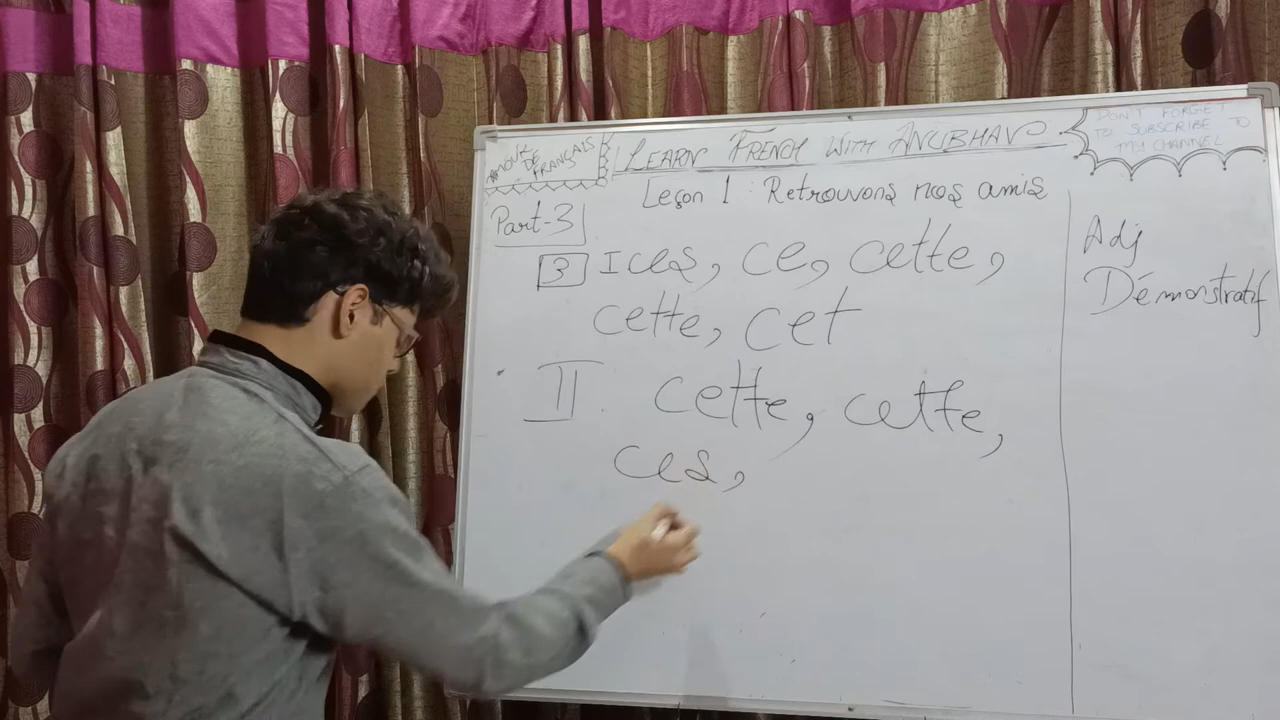 AMOUR DE FRANÇAIS
LEARN FRENCH WITH ANUBHAV
DON'T FORGET
TO SUBSCRIBE TO
MY CHANNEL
Leçon 1 : Retrouvons nos amis
Part-3
3 I ces, ce, cette,
cette, cet
II. cette, cette,
ces,
Adj
Démonstratif